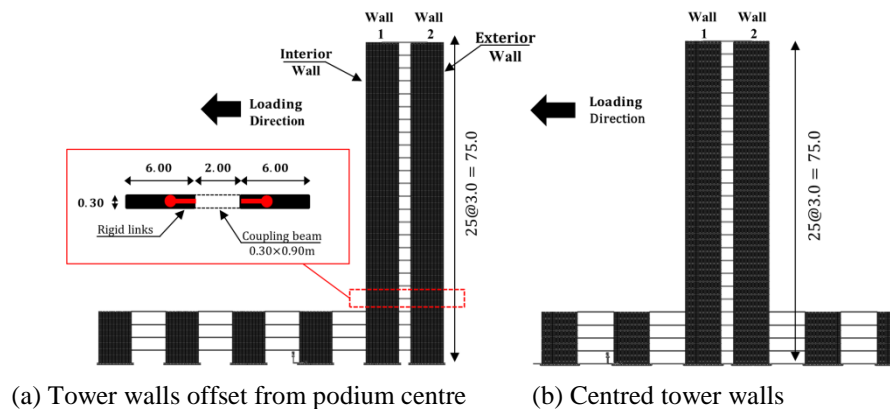 Wall
1
Wall
2
Interior
Wall
Exterior
Wall
Loading
Direction
6.00
2.00
6.00
0.30
Rigid links
Coupling beam
0.30×0.90m
25@3.0 = 75.0
(a) Tower walls offset from podium centre
Wall
1
Wall
2
Loading
Direction
25@3.0 = 75.0
(b) Centred tower walls